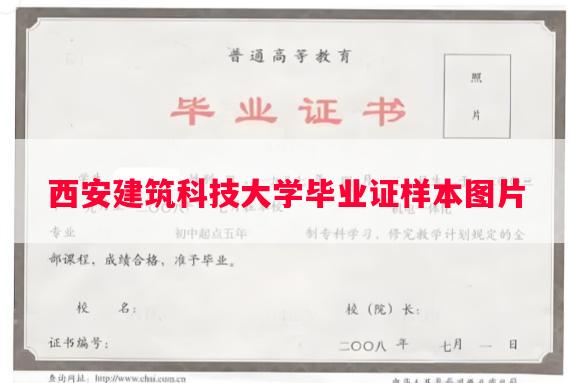 普通高等教育
照
片
毕业证书
西安建筑科技大学毕业证样本图片
专业 初中起点五年 制专科学习，修完教学计划规定的全
部课程，成绩合格，准予毕业。
校 名： 校（院）长：
证书编号： 二〇〇八 年 七月 一 日
查询网址：http://www.chsi.com.cn